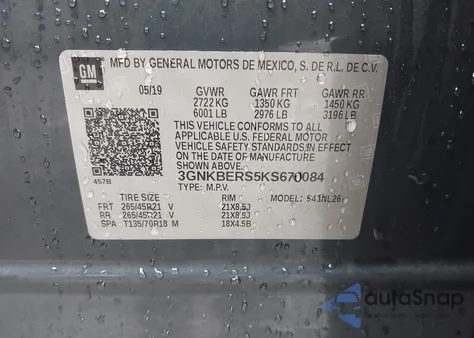 GM
MFD BY GENERAL MOTORS DE MEXICO, S. DE R.L. DE C.V.
05/19 GVWR GAWR FRT GAWR RR
2722 KG 1350 KG 1450 KG
6001 LB 2976 LB 3196 LB
THIS VEHICLE CONFORMS TO ALL
APPLICABLE U.S. FEDERAL MOTOR
VEHICLE SAFETY STANDARDS IN EFFECT
ON THE DATE OF MANUFACTURE
SHOWN ABOVE.
457B 3GNKBERS5KS670084
TYPE: M.P.V. MODEL: 541NL26
TIRE SIZE RIM
FRT 265/45R21 V 21X8.5J
RR 265/45R21 V 21X8.5J
SPA T135/70R18 M 18X4.5B
autoSnap